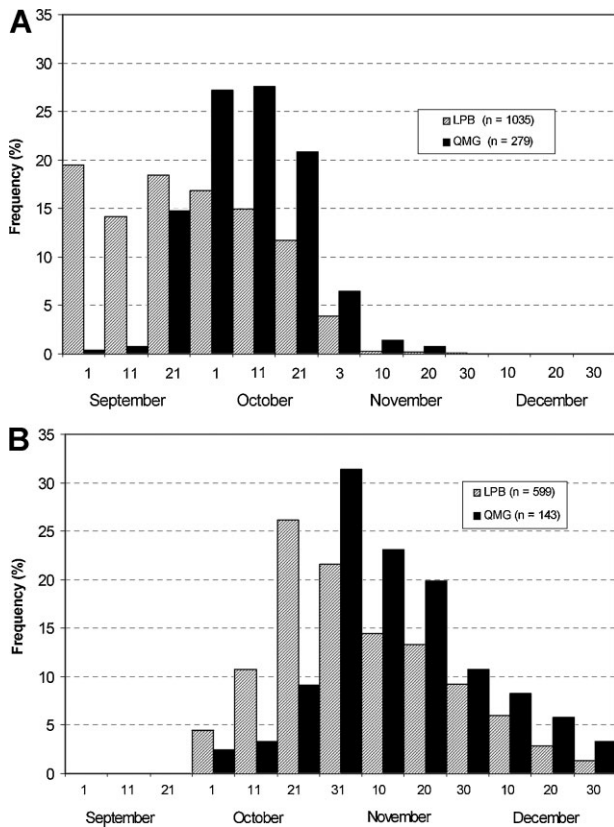 A
35
30
25
20
15
10
5
0
Frequency (%)
LPB (n = 1035)
QMG (n = 279)
1 11 21 1 11 21 3 10 20 30 10 20 30
September October November December
B
35
30
25
20
15
10
5
0
Frequency (%)
LPB (n = 599)
QMG (n = 143)
1 11 21 1 11 21 31 10 20 30 10 20 30
September October November December